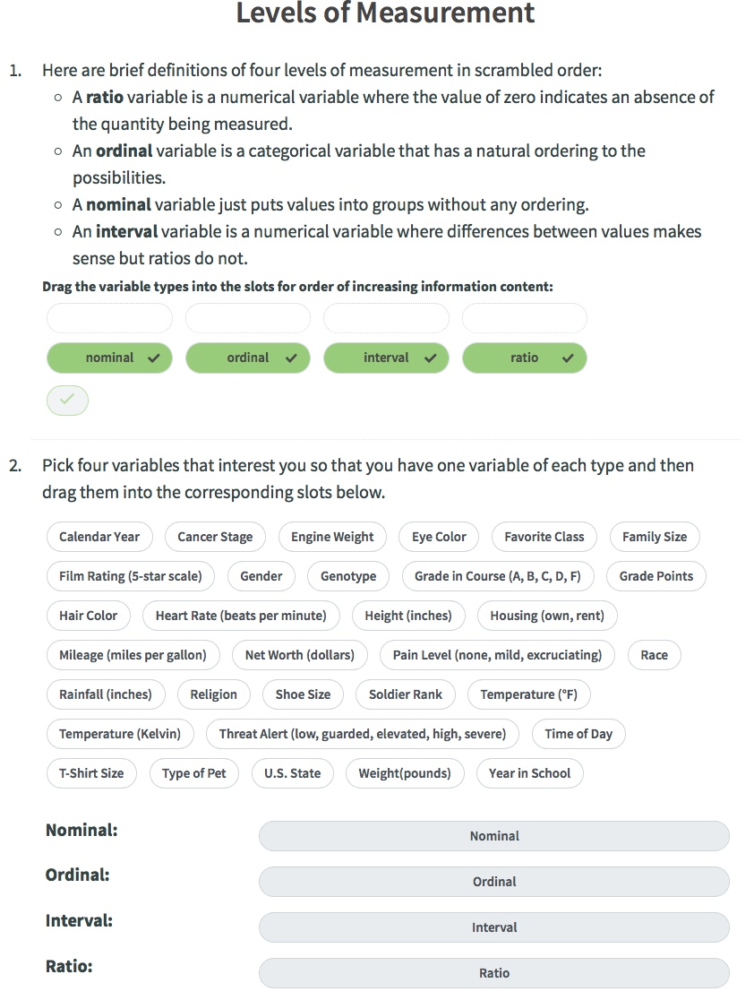 Levels of Measurement
1. Here are brief definitions of four levels of measurement in scrambled order:
○ A ratio variable is a numerical variable where the value of zero indicates an absence of
the quantity being measured.
○ An ordinal variable is a categorical variable that has a natural ordering to the
possibilities.
○ A nominal variable just puts values into groups without any ordering.
○ An interval variable is a numerical variable where differences between values makes
sense but ratios do not.
Drag the variable types into the slots for order of increasing information content:
nominal ✔ ordinal ✔ interval ✔ ratio ✔
✓
2. Pick four variables that interest you so that you have one variable of each type and then
drag them into the corresponding slots below.
Calendar Year Cancer Stage Engine Weight Eye Color Favorite Class Family Size
Film Rating (5-star scale) Gender Genotype Grade in Course (A, B, C, D, F) Grade Points
Hair Color Heart Rate (beats per minute) Height (inches) Housing (own, rent)
Mileage (miles per gallon) Net Worth (dollars) Pain Level (none, mild, excruciating) Race
Rainfall (inches) Religion Shoe Size Soldier Rank Temperature (°F)
Temperature (Kelvin) Threat Alert (low, guarded, elevated, high, severe) Time of Day
T-Shirt Size Type of Pet U.S. State Weight(pounds) Year in School
Nominal: Nominal
Ordinal: Ordinal
Interval: Interval
Ratio: Ratio